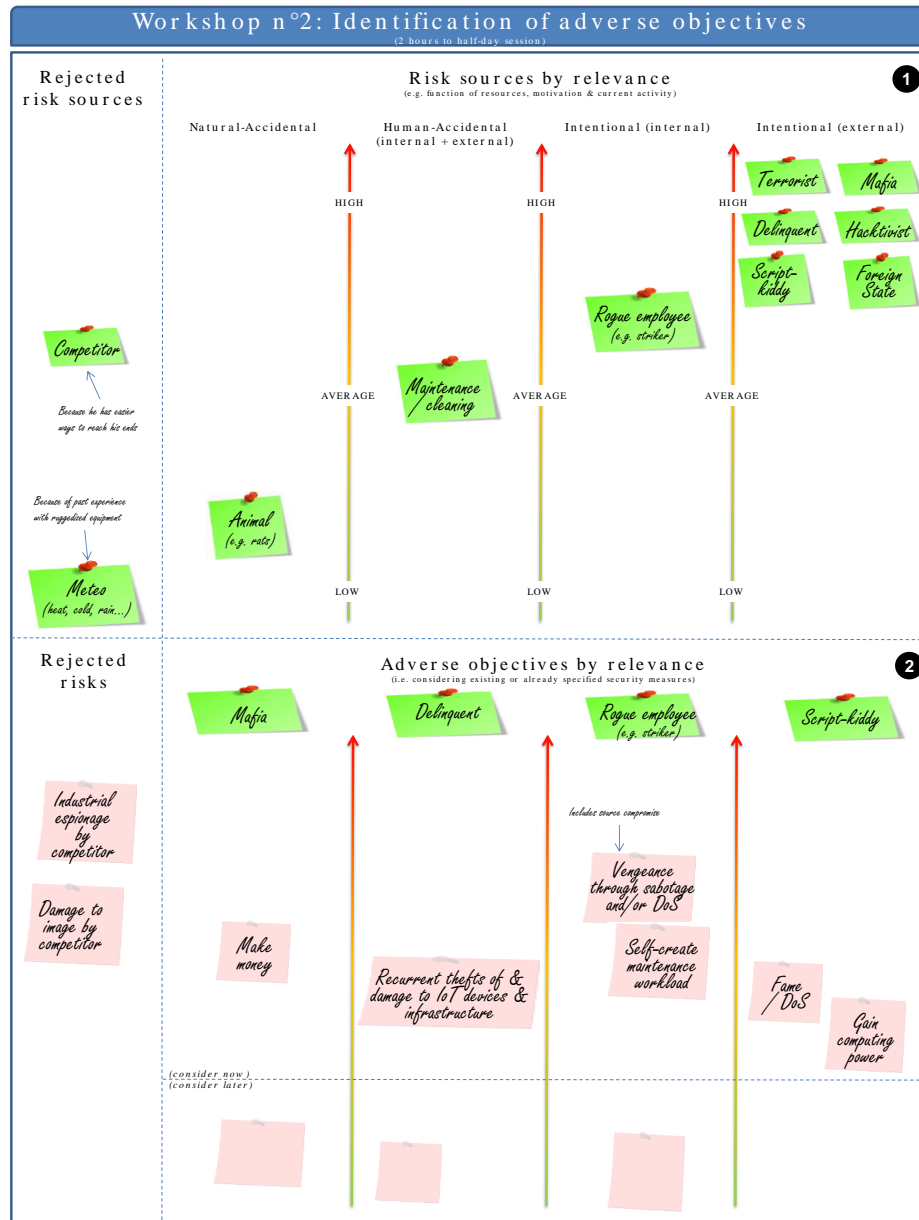 Workshop n°2: Identification of adverse objectives
(2 hours to half-day session)
Rejected
risk sources
Risk sources by relevance
(e.g. function of resources, motivation & current activity)
1
Natural-Accidental
Human-Accidental
(internal + external)
Intentional (internal)
Intentional (external)
HIGH
HIGH
HIGH
Terrorist
Mafia
Delinquent
Hacktivist
Script-
kiddy
Foreign
State
Rogue employee
(e.g. striker)
Competitor
Because he has easier
ways to reach his ends
Maintenance
/ cleaning
AVERAGE
AVERAGE
AVERAGE
Because of past experience
with ruggedised equipment
Animal
(e.g. rats)
Meteo
(heat, cold, rain...)
LOW
LOW
LOW
Rejected
risks
Adverse objectives by relevance
(i.e. considering existing or already specified security measures)
2
Mafia
Delinquent
Rogue employee
(e.g. striker)
Script-kiddy
Industrial
espionage
by
competitor
Damage to
image by
competitor
Includes source compromise
Vengeance
through sabotage
and/or DoS
Make
money
Recurrent thefts of &
damage to IoT devices &
infrastructure
Self-create
maintenance
workload
Fame
/ DoS
Gain
computing
power
(consider now)
(consider later)